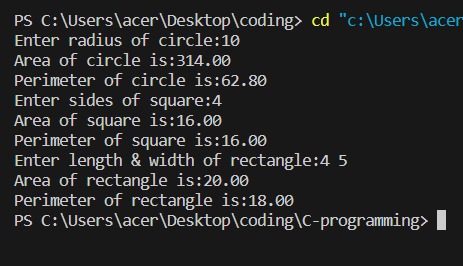 PS C:\Users\acer\Desktop\coding> cd "c:\Users\acer
Enter radius of circle:10
Area of circle is:314.00
Perimeter of circle is:62.80
Enter sides of square:4
Area of square is:16.00
Perimeter of square is:16.00
Enter length & width of rectangle:4 5
Area of rectangle is:20.00
Perimeter of rectangle is:18.00
PS C:\Users\acer\Desktop\coding\C-programming>